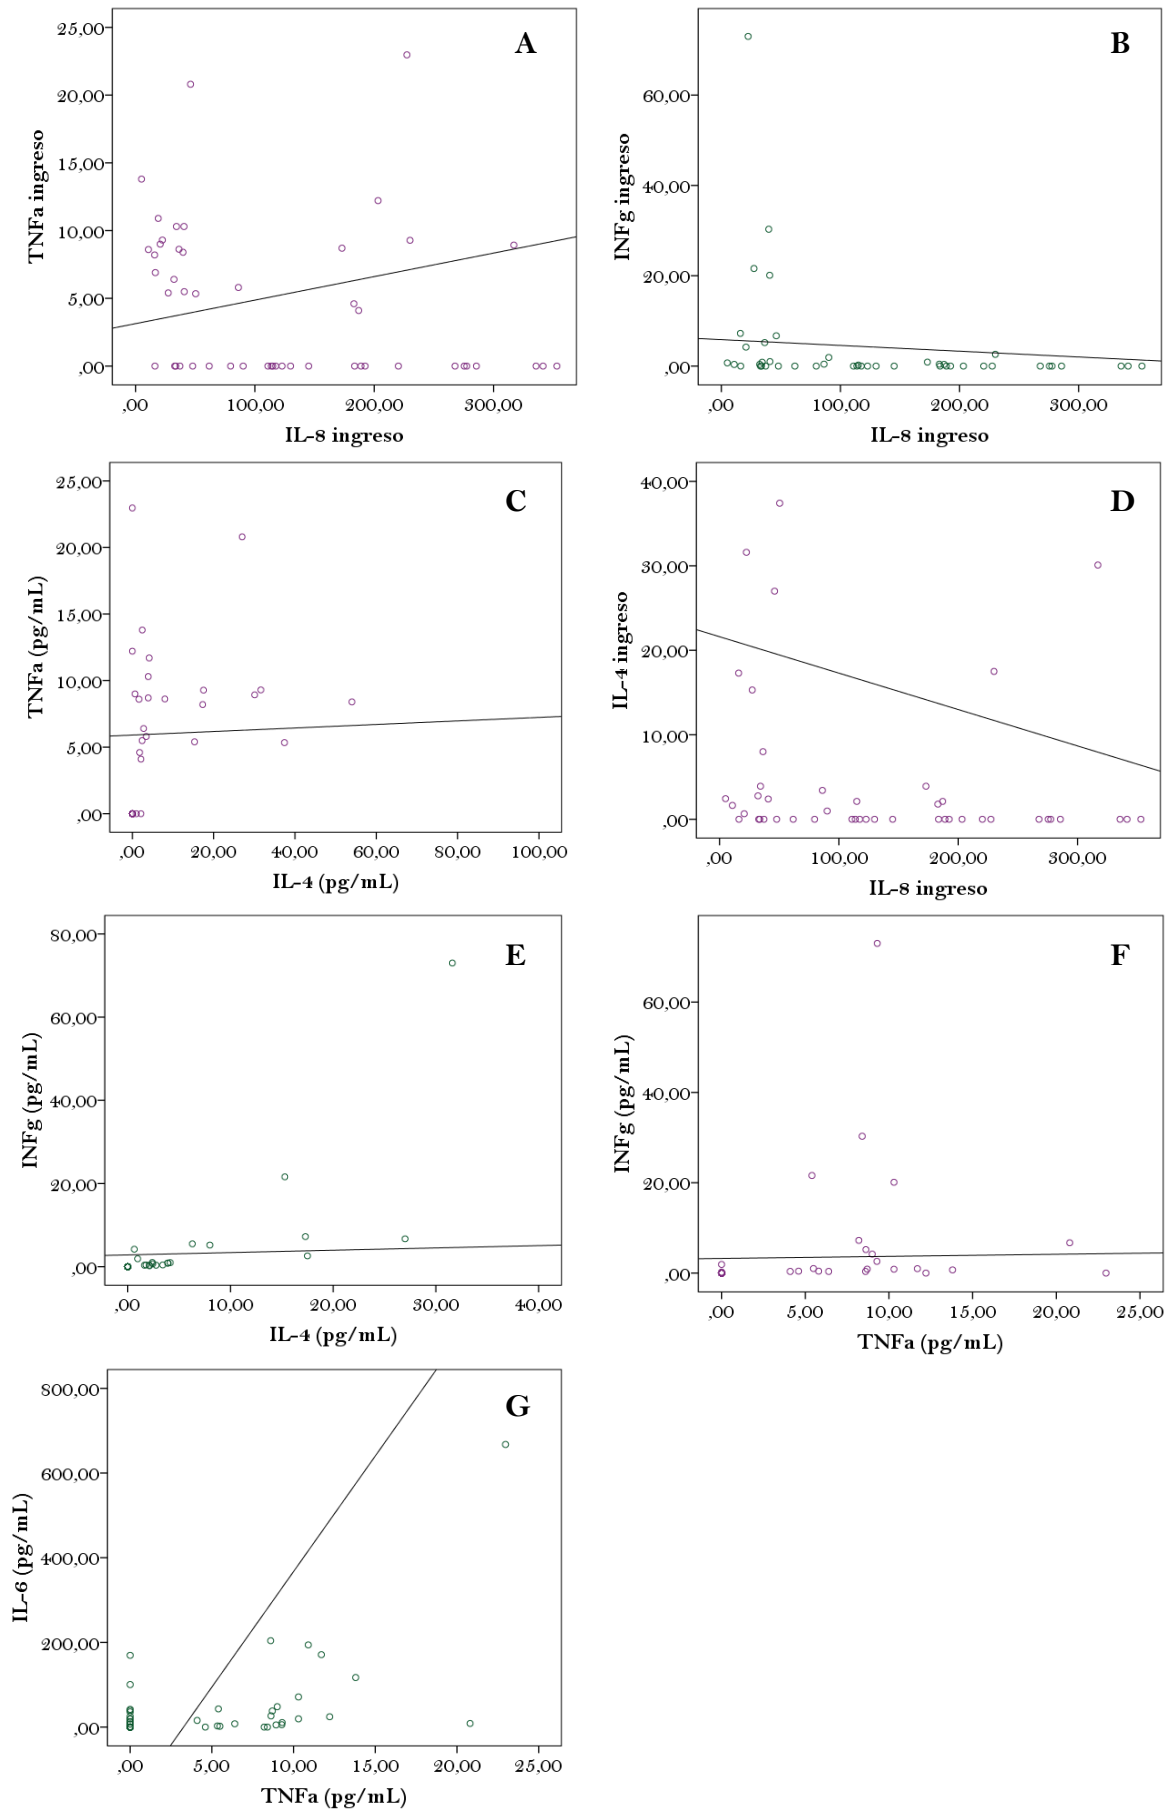 A
TNFa ingreso
25,00
20,00
15,00
10,00
5,00
,00
,00 100,00 200,00 300,00
IL-8 ingreso
B
INFg ingreso
60,00
40,00
20,00
,00
,00 100,00 200,00 300,00
IL-8 ingreso
C
TNFa (pg/mL)
25,00
20,00
15,00
10,00
5,00
,00
,00 20,00 40,00 60,00 80,00 100,00
IL-4 (pg/mL)
D
IL-4 ingreso
40,00
30,00
20,00
10,00
,00
,00 100,00 200,00 300,00
IL-8 ingreso
E
INFg (pg/mL)
80,00
60,00
40,00
20,00
,00
,00 10,00 20,00 30,00 40,00
IL-4 (pg/mL)
F
INFg (pg/mL)
60,00
40,00
20,00
,00
,00 5,00 10,00 15,00 20,00 25,00
TNFa (pg/mL)
G
IL-6 (pg/mL)
800,00
600,00
400,00
200,00
,00
,00 5,00 10,00 15,00 20,00 25,00
TNFa (pg/mL)